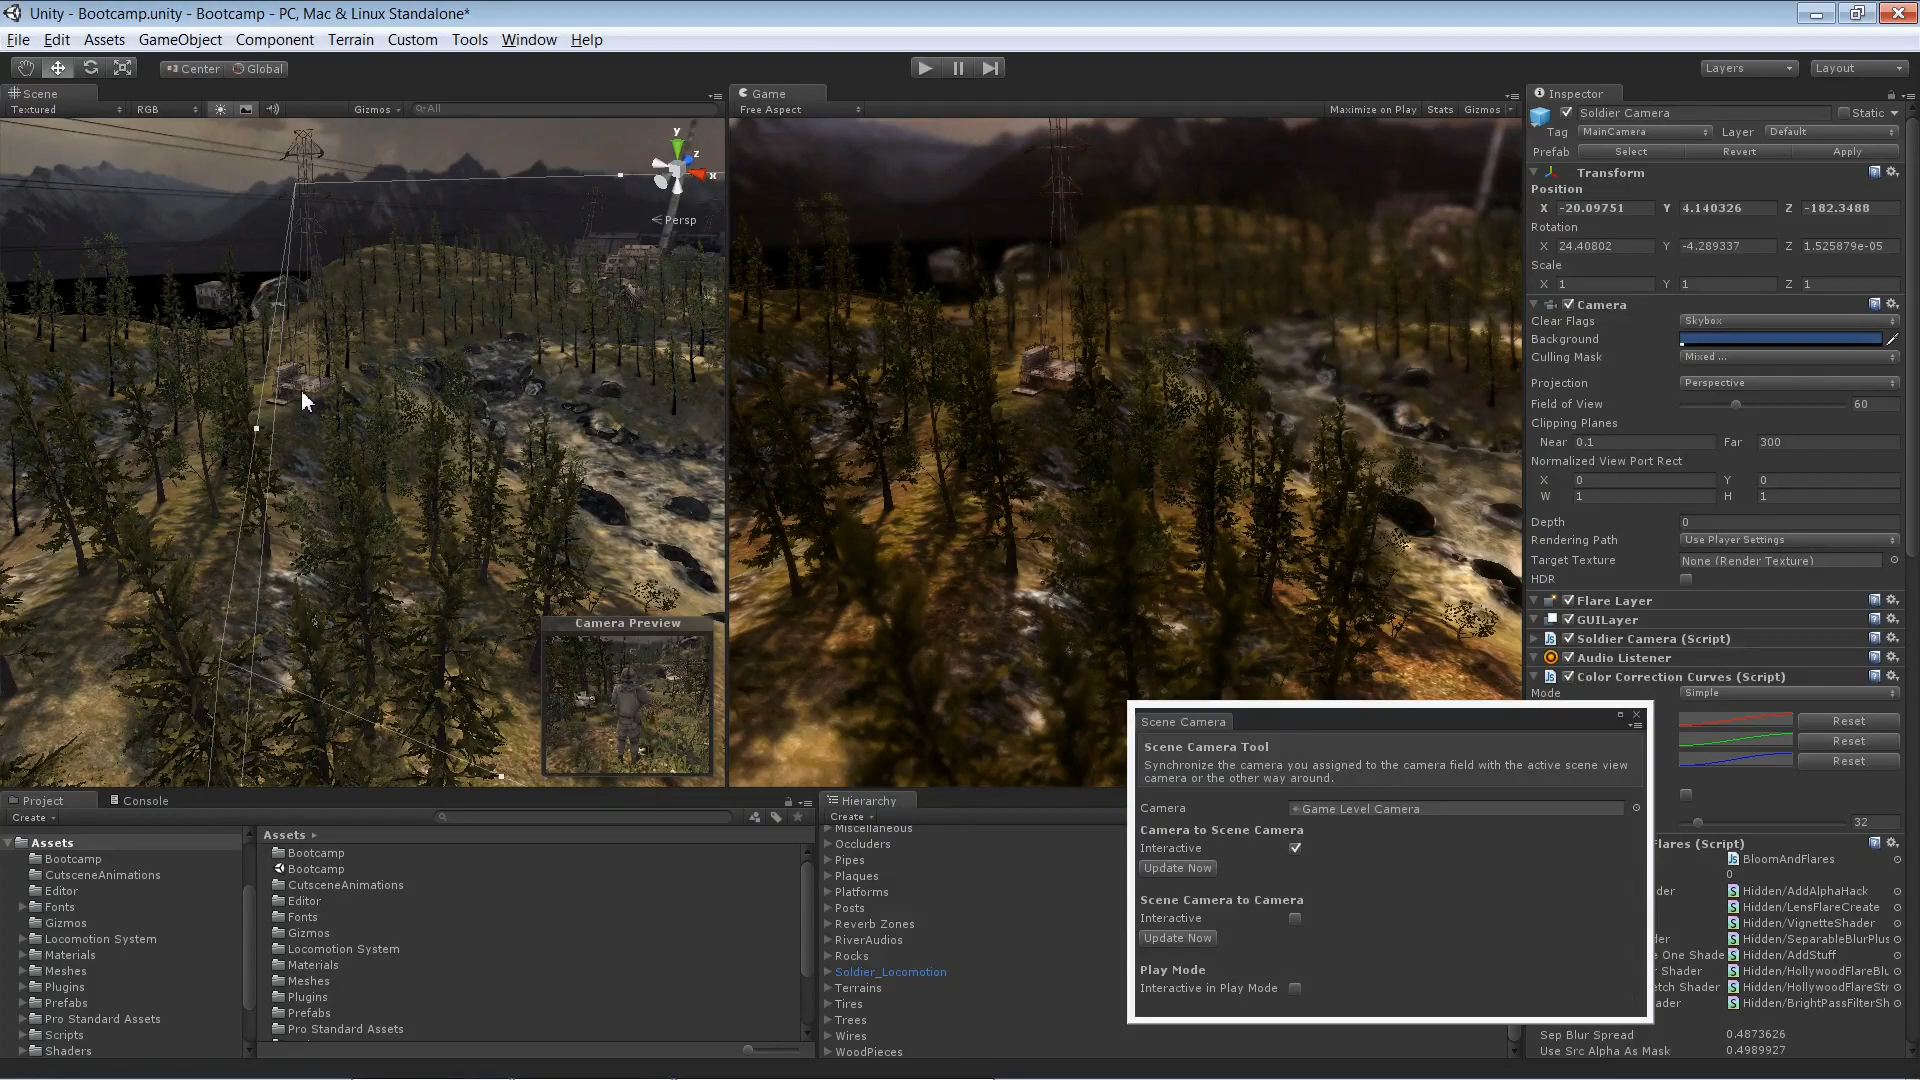 Unity - Bootcamp.unity - Bootcamp - PC, Mac & Linux Standalone*
File Edit Assets GameObject Component Terrain Custom Tools Window Help
Center Global
Layers Layout
Scene
Textured RGB Gizmos All
y
z
x
Persp
Camera Preview
Game
Free Aspect Maximize on Play Stats Gizmos
Inspector
Soldier Camera Static
Tag MainCamera Layer Default
Prefab Select Revert Apply
Transform
Position
X -20.09751 Y 4.140326 Z -182.3488
Rotation
X 24.40802 Y -4.289337 Z 1.525879e-05
Scale
X 1 Y 1 Z 1
Camera
Clear Flags Skybox
Background
Culling Mask Mixed ...
Projection Perspective
Field of View 60
Clipping Planes
Near 0.1 Far 300
Normalized View Port Rect
X 0 Y 0
W 1 H 1
Depth 0
Rendering Path Use Player Settings
Target Texture None (Render Texture)
HDR
Flare Layer
GUILayer
Soldier Camera (Script)
Audio Listener
Color Correction Curves (Script)
Mode Simple
Reset
Reset
Reset
32
Flares (Script)
BloomAndFlares
0
der Hidden/AddAlphaHack
Hidden/LensFlareCreate
Hidden/VignetteShader
der Hidden/SeparableBlurPlus
e One Shade Hidden/AddStuff
r Shader Hidden/HollywoodFlareBlu
etch Shader Hidden/HollywoodFlareStr
ader Hidden/BrightPassFilterSh
Sep Blur Spread 0.4873626
Use Src Alpha As Mask 0.4989927
Scene Camera
Scene Camera Tool
Synchronize the camera you assigned to the camera field with the active scene view
camera or the other way around.
Camera Game Level Camera
Camera to Scene Camera
Interactive
Update Now
Scene Camera to Camera
Interactive
Update Now
Play Mode
Interactive in Play Mode
Project Console
Create
Assets
Bootcamp
CutsceneAnimations
Editor
Fonts
Gizmos
Locomotion System
Materials
Meshes
Plugins
Prefabs
Pro Standard Assets
Scripts
Shaders
Assets
Bootcamp
Bootcamp
CutsceneAnimations
Editor
Fonts
Gizmos
Locomotion System
Materials
Meshes
Plugins
Prefabs
Pro Standard Assets
Hierarchy
Create
Miscellaneous
Occluders
Pipes
Plaques
Platforms
Posts
Reverb Zones
RiverAudios
Rocks
Soldier_Locomotion
Terrains
Tires
Trees
Wires
WoodPieces